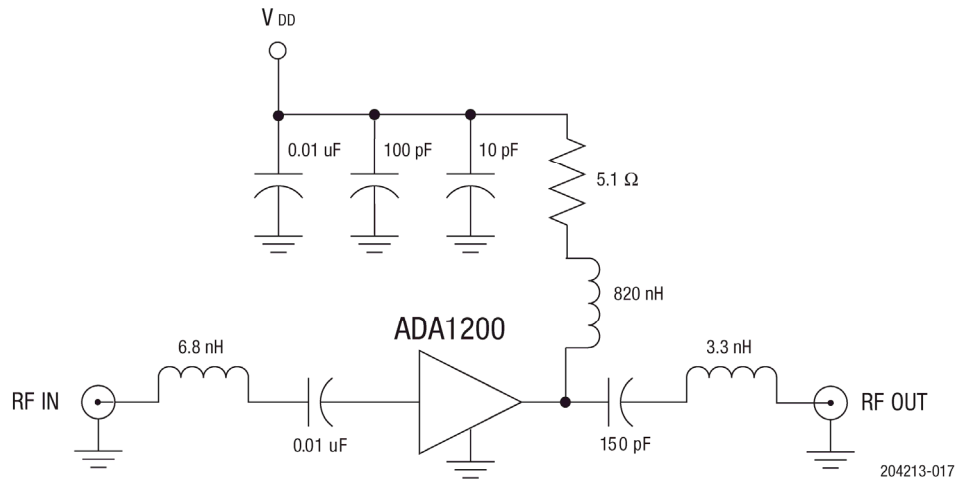 V DD
0.01 uF
100 pF
10 pF
5.1 Ω
820 nH
ADA1200
6.8 nH
3.3 nH
RF IN
RF OUT
0.01 uF
150 pF
204213-017